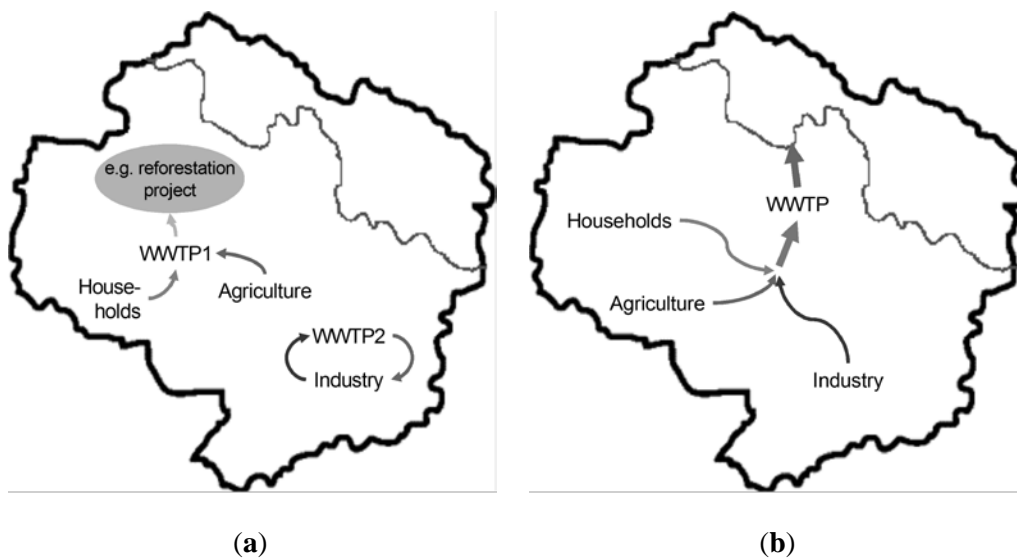 e.g. reforestation
project
WWTP1
House-
holds
Agriculture
WWTP2
Industry
(a)
WWTP
Households
Agriculture
Industry
(b)